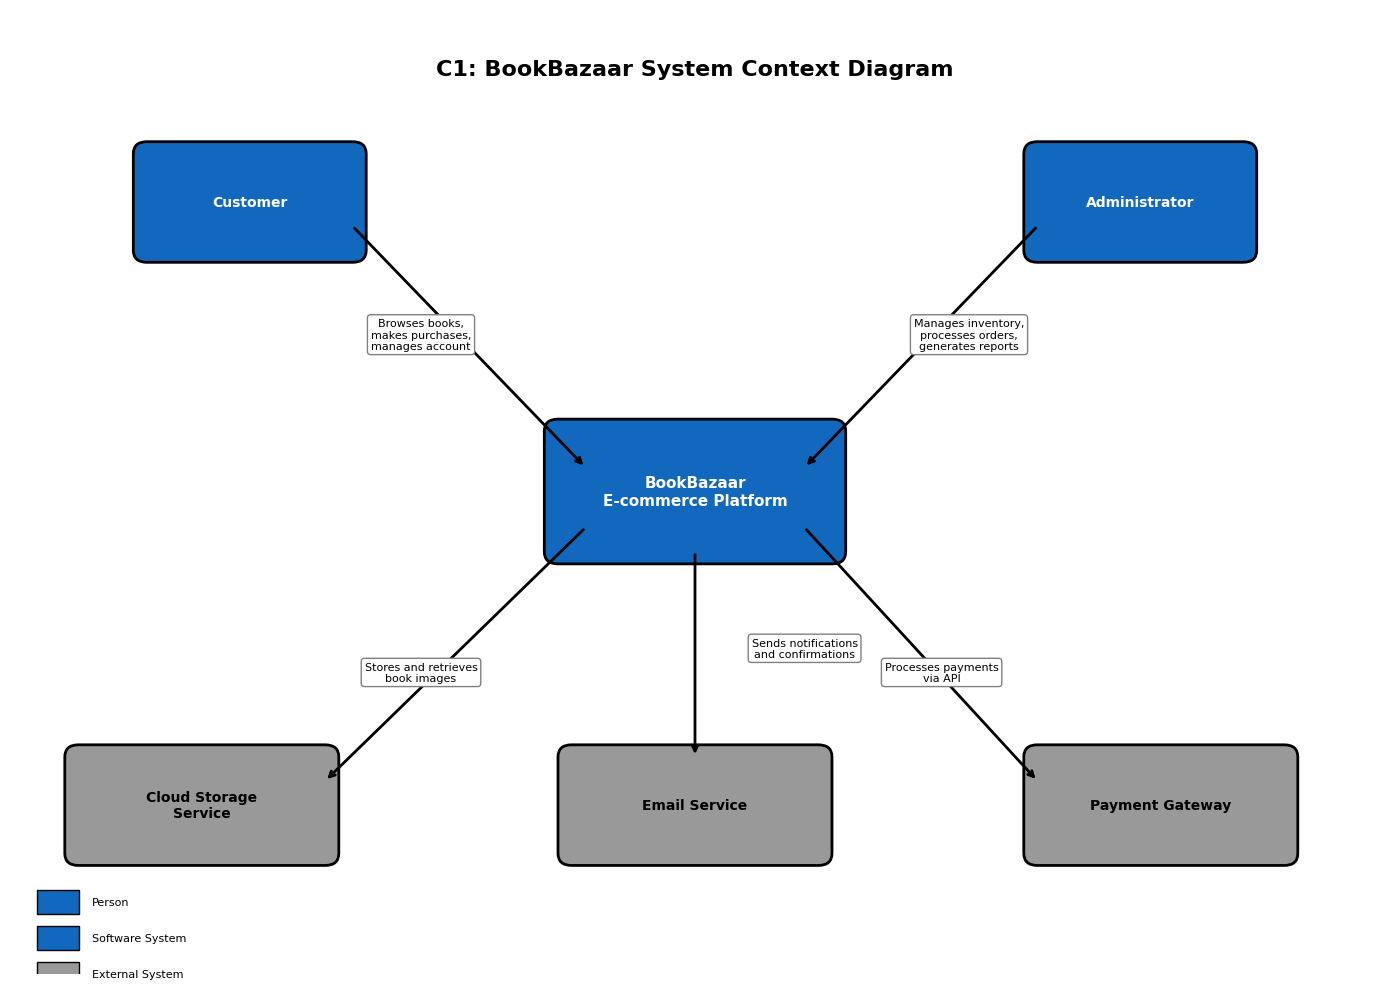 C1: BookBazaar System Context Diagram
Customer
Administrator
Browses books,
makes purchases,
manages account
Manages inventory,
processes orders,
generates reports
BookBazaar
E-commerce Platform
Sends notifications
and confirmations
Stores and retrieves
book images
Processes payments
via API
Cloud Storage
Service
Email Service
Payment Gateway
Person
Software System
External System